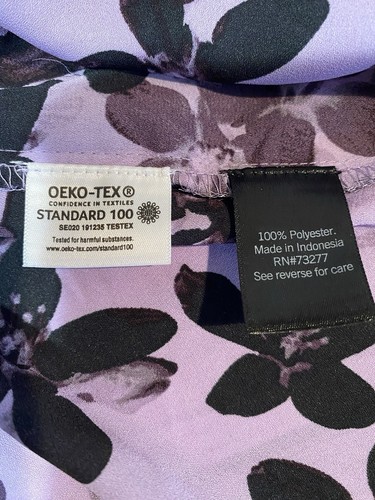 OEKO-TEX®
CONFIDENCE IN TEXTILES
STANDARD 100
SE020 191235 TESTEX
Tested for harmful substances.
www.oeko-tex.com/standard100
100% Polyester.
Made in Indonesia
RN#73277
See reverse for care